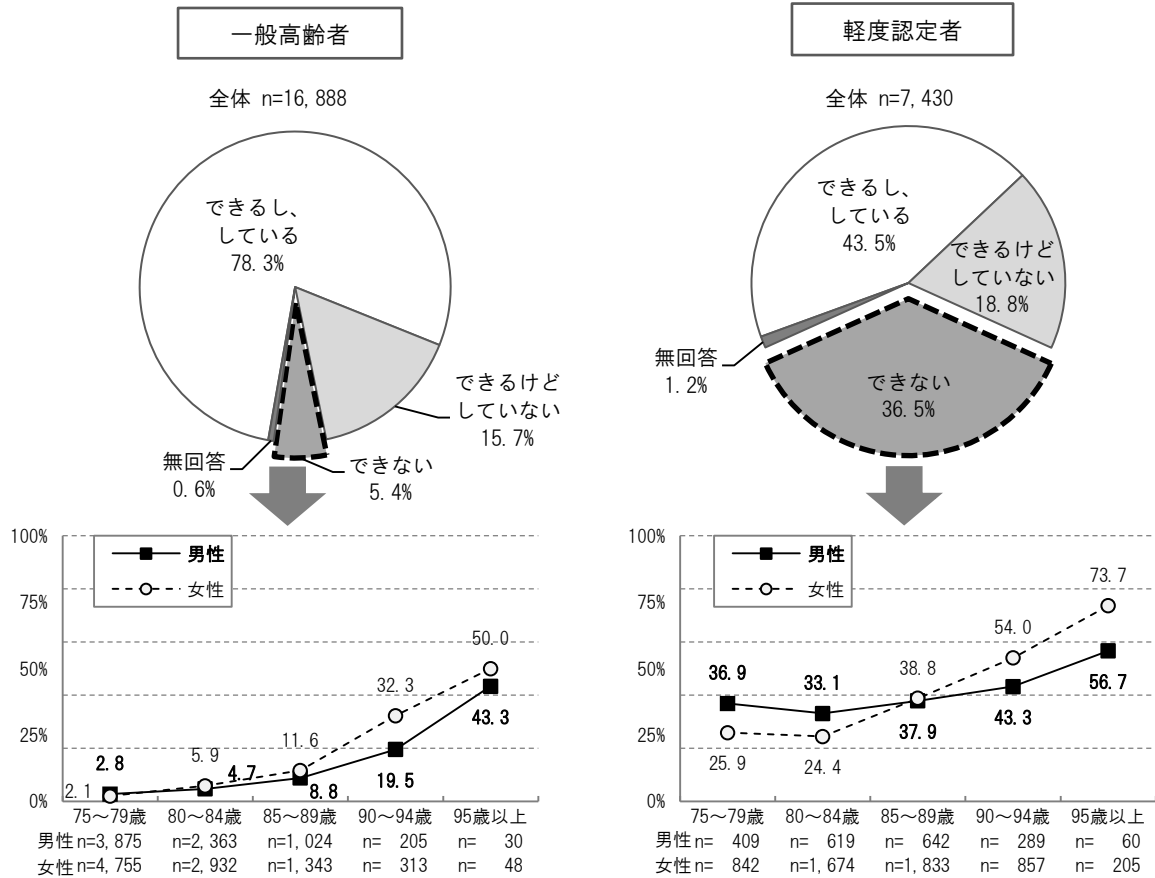 一般高齢者
全体 n=16,888
できるし、
している
78.3%
できるけど
していない
15.7%
できない
5.4%
無回答
0.6%
100%
75%
50%
25%
0%
男性
女性
2.8
4.7
8.8
19.5
43.3
2.1
5.9
11.6
32.3
50.0
75～79歳 80～84歳 85～89歳 90～94歳 95歳以上
男性 n=3,875 n=2,363 n=1,024 n= 205 n= 30
女性 n=4,755 n=2,932 n=1,343 n= 313 n= 48
軽度認定者
全体 n=7,430
できるし、
している
43.5%
できるけど
していない
18.8%
できない
36.5%
無回答
1.2%
100%
75%
50%
25%
0%
男性
女性
36.9
33.1
37.9
43.3
56.7
25.9
24.4
38.8
54.0
73.7
75～79歳 80～84歳 85～89歳 90～94歳 95歳以上
男性 n= 409 n= 619 n= 642 n= 289 n= 60
女性 n= 842 n=1,674 n=1,833 n= 857 n= 205